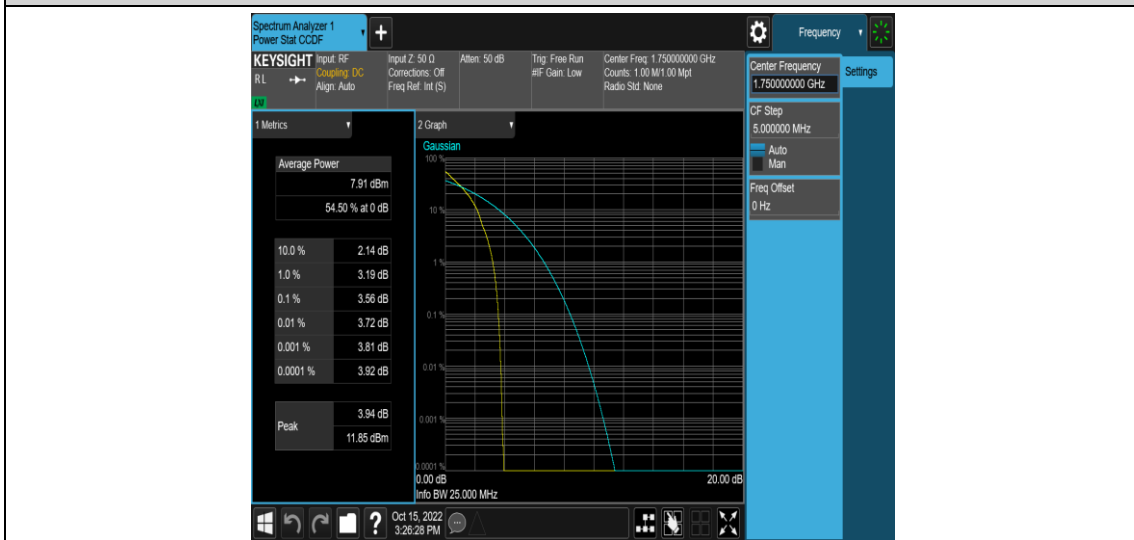 Spectrum Analyzer 1
Power Stat CCDF
Frequency
KEYSIGHT
RL
Input: RF
Coupling: DC
Align: Auto
Input Z: 50 Ω
Corrections: Off
Freq Ref: Int (S)
Atten: 50 dB
Trig: Free Run
#IF Gain: Low
Center Freq: 1.750000000 GHz
Counts: 1.00 M/1.00 Mpt
Radio Std: None
Center Frequency
1.750000000 GHz
Settings
CF Step
5.000000 MHz
Auto
Man
Freq Offset
0 Hz
1 Metrics
Average Power
7.91 dBm
54.50 % at 0 dB
10.0 % 2.14 dB
1.0 % 3.19 dB
0.1 % 3.56 dB
0.01 % 3.72 dB
0.001 % 3.81 dB
0.0001 % 3.92 dB
Peak
3.94 dB
11.85 dBm
2 Graph
Gaussian
100 %
10 %
1 %
0.1 %
0.01 %
0.001 %
0.0001 %
0.00 dB
20.00 dB
Info BW 25.000 MHz
?
Oct 15, 2022
3:26:28 PM